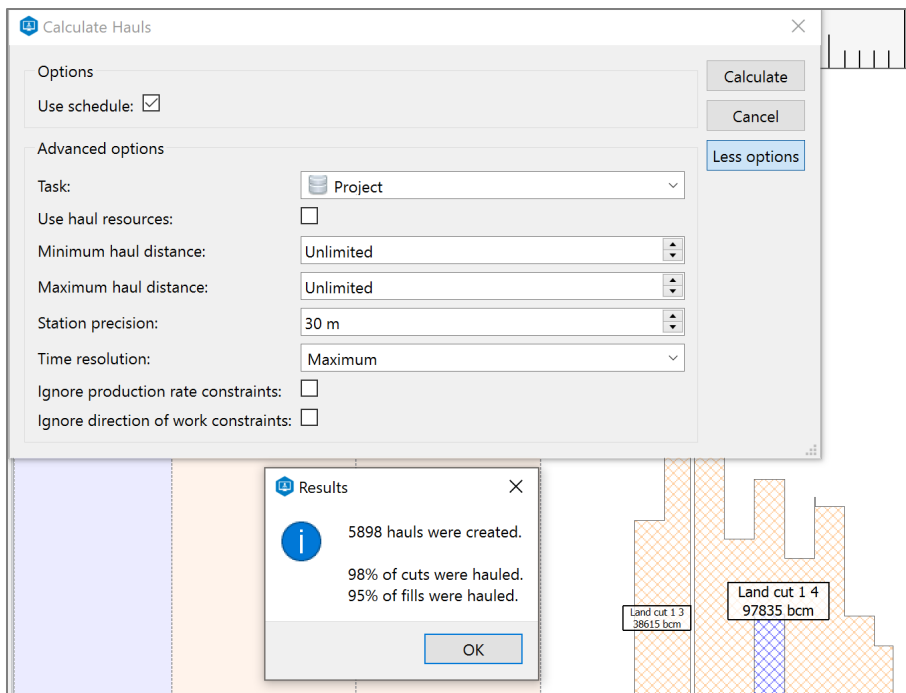 Calculate Hauls
Options
Use schedule:
Calculate
Cancel
Less options
Advanced options
Task:
Project
Use haul resources:
Minimum haul distance:
Unlimited
Maximum haul distance:
Unlimited
Station precision:
30 m
Time resolution:
Maximum
Ignore production rate constraints:
Ignore direction of work constraints:
Results
5898 hauls were created.
98% of cuts were hauled.
95% of fills were hauled.
OK
Land cut 1 3
38615 bcm
Land cut 1 4
97835 bcm